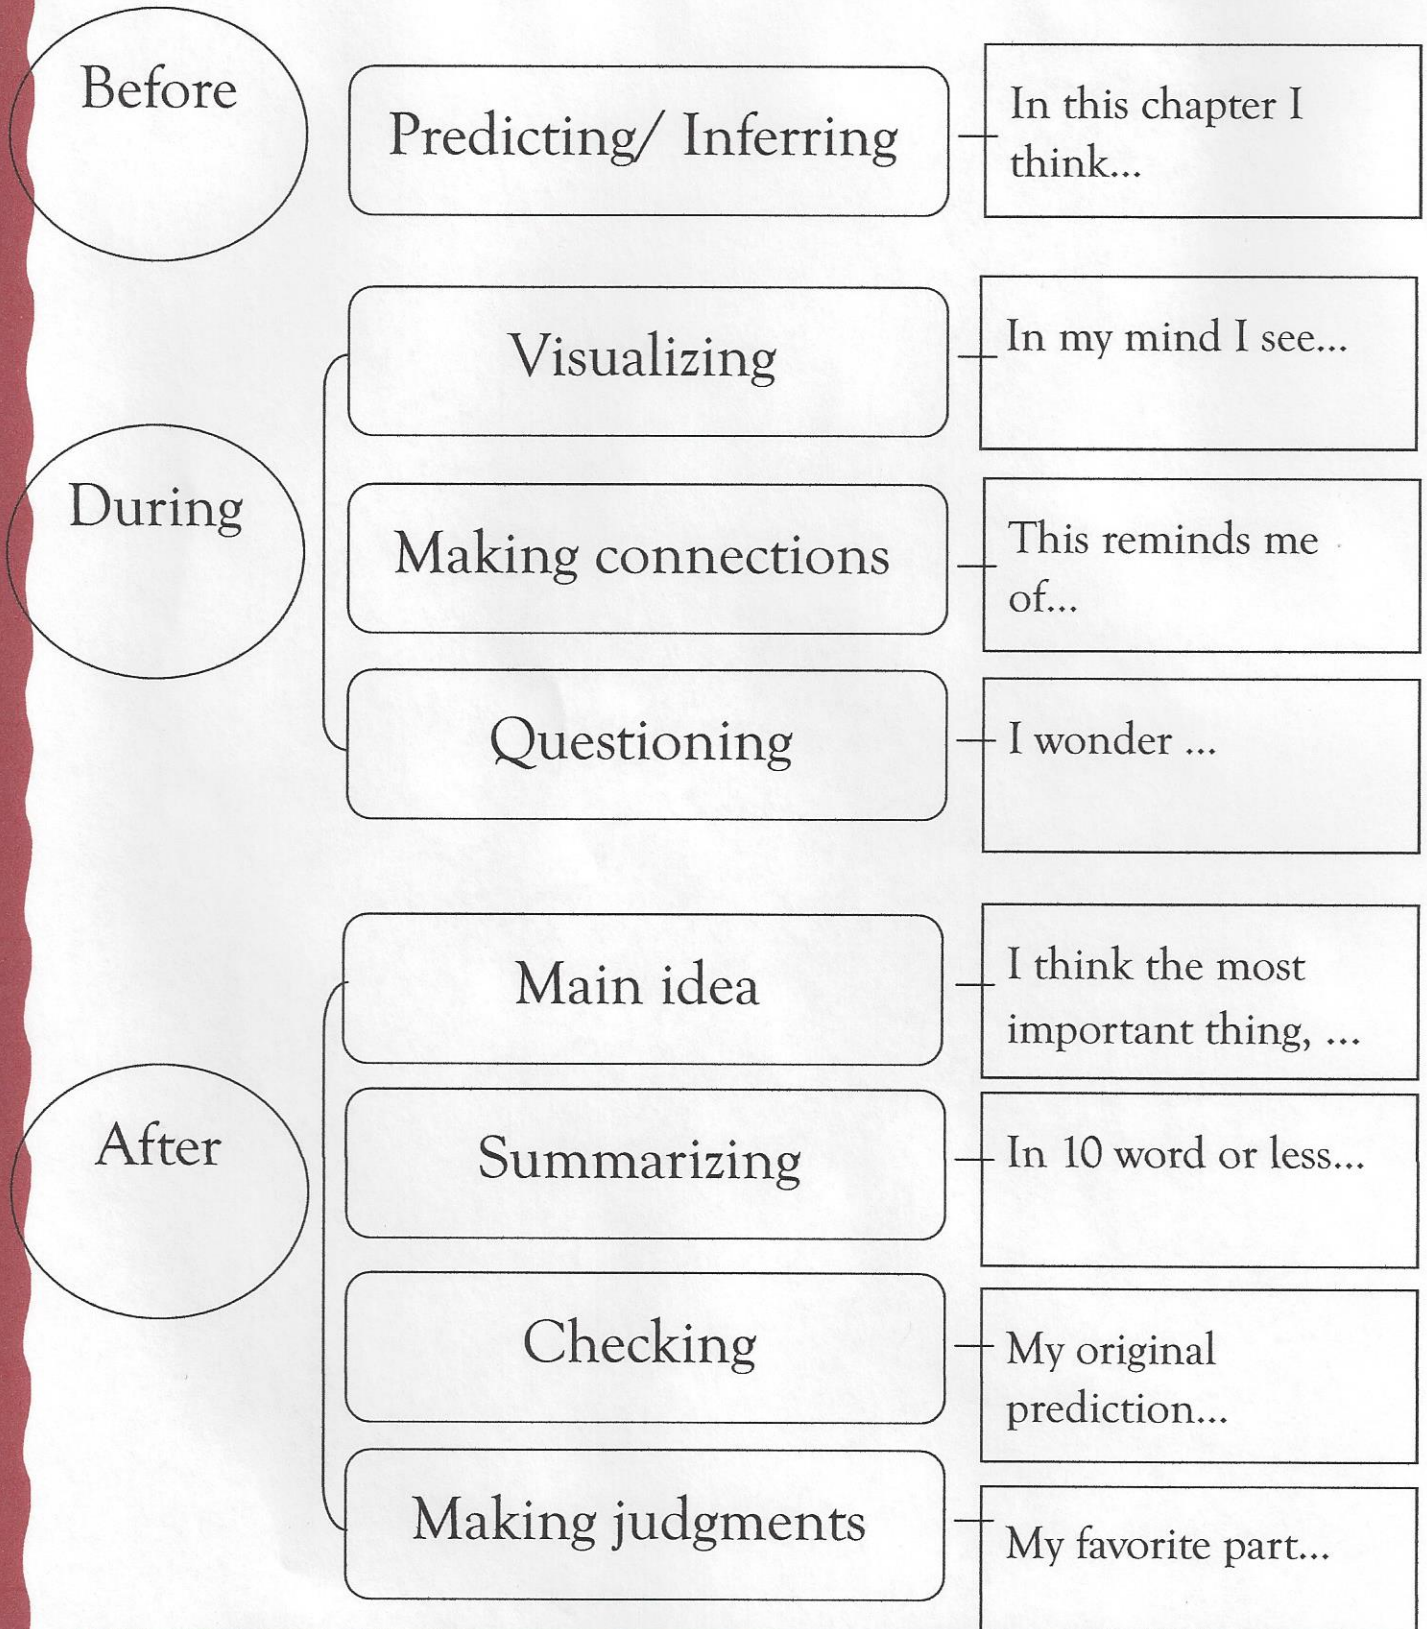 Before
Predicting/ Inferring
In this chapter I
think...
Visualizing
In my mind I see...
During
Making connections
This reminds me
of...
Questioning
I wonder ...
Main idea
I think the most
important thing, ...
After
Summarizing
In 10 word or less...
Checking
My original
prediction...
Making judgments
My favorite part...